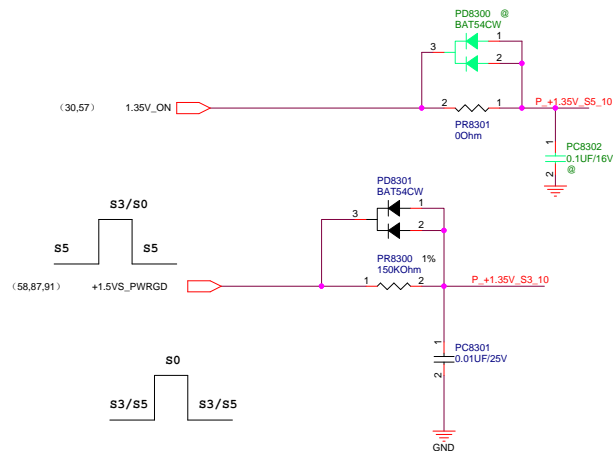 PD8300 @
BAT54CW
1
3
2
(30,57) 1.35V_ON
2 1
P_+1.35V_S5_10
PR8301
0Ohm
1
PC8302
0.1UF/16V
2
@
PD8301
BAT54CW
S3/S0
1
3
2
S5 S5
PR8300 1%
150KOhm
(58,87,91) +1.5VS_PWRGD
1 2
P_+1.35V_S3_10
1
PC8301
0.01UF/25V
2
S0
S3/S5 S3/S5
GND